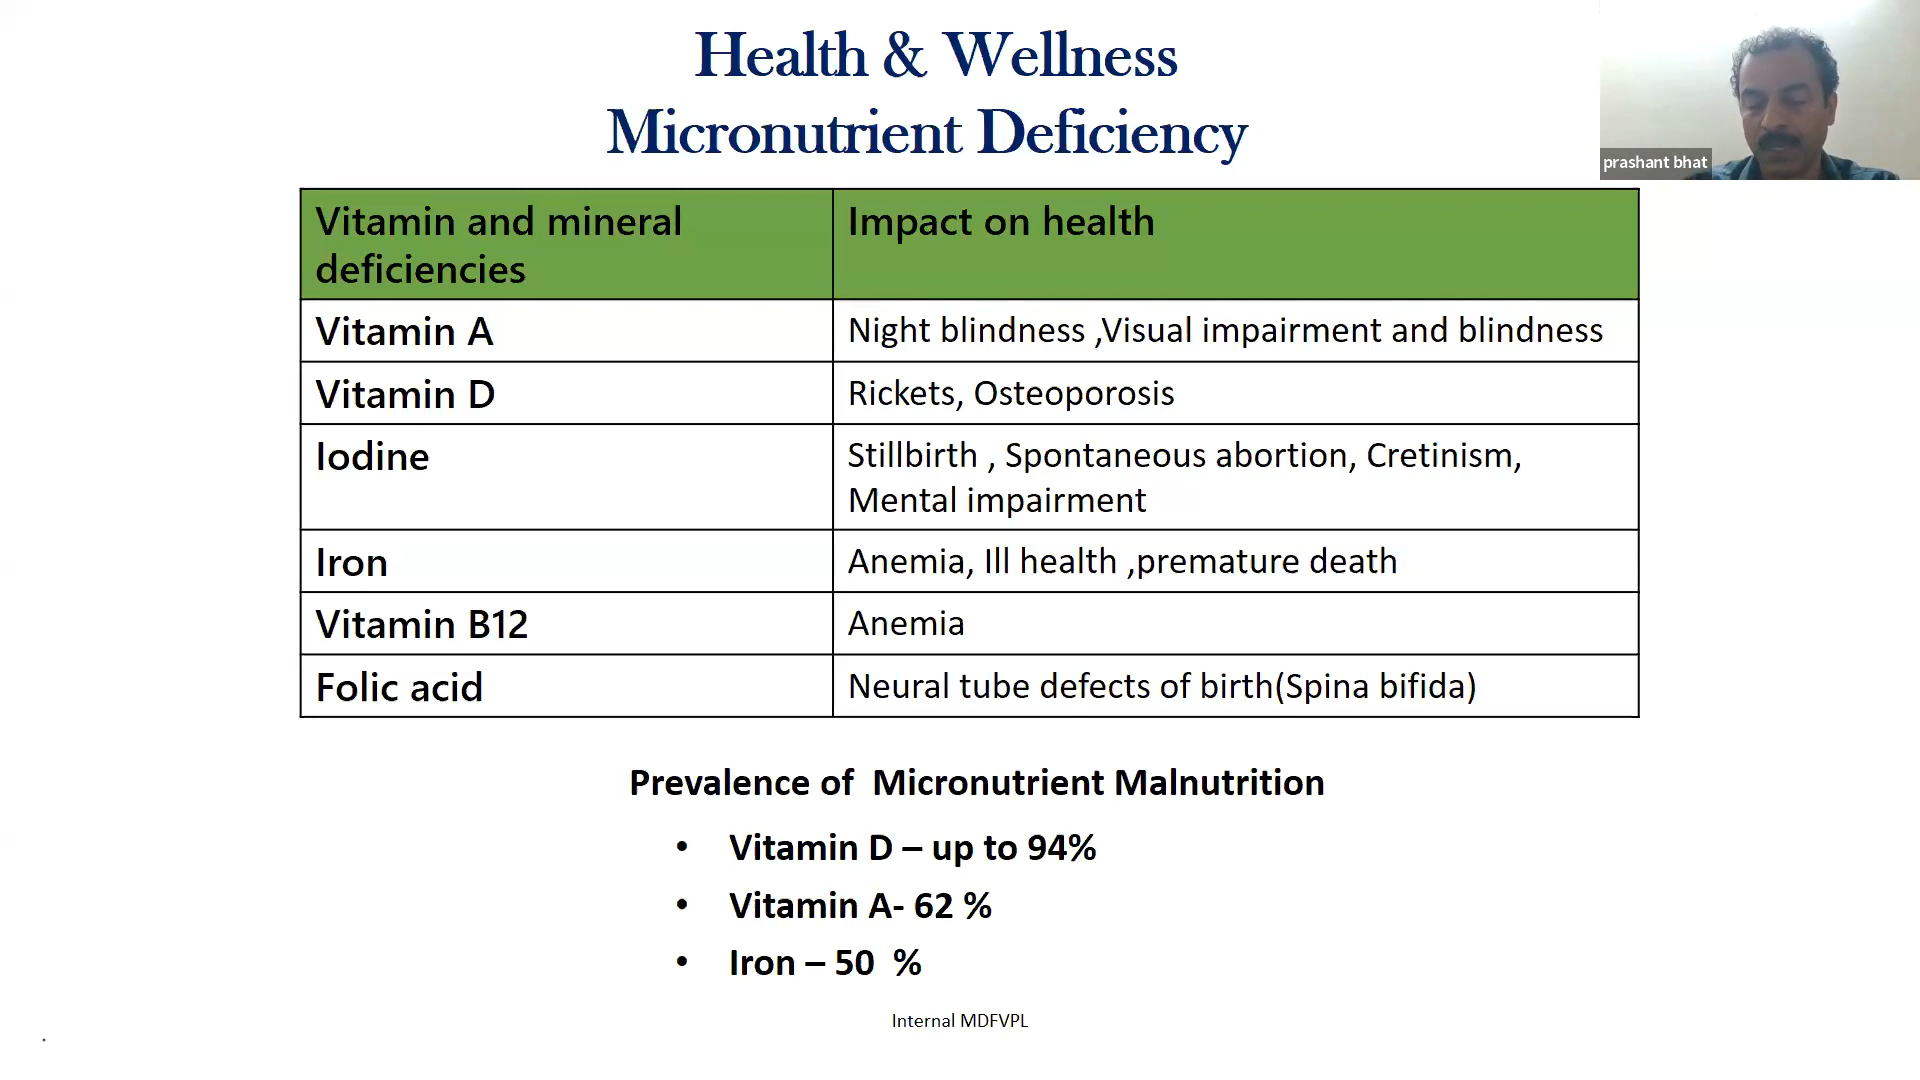 Health & Wellness
Micronutrient Deficiency
prashant bhat
Vitamin and mineral
deficiencies
Impact on health
Vitamin A
Night blindness ,Visual impairment and blindness
Vitamin D
Rickets, Osteoporosis
Iodine
Stillbirth , Spontaneous abortion, Cretinism,
Mental impairment
Iron
Anemia, Ill health ,premature death
Vitamin B12
Anemia
Folic acid
Neural tube defects of birth(Spina bifida)
Prevalence of  Micronutrient Malnutrition
• Vitamin D – up to 94%
• Vitamin A- 62 %
• Iron – 50  %
Internal MDFVPL
.